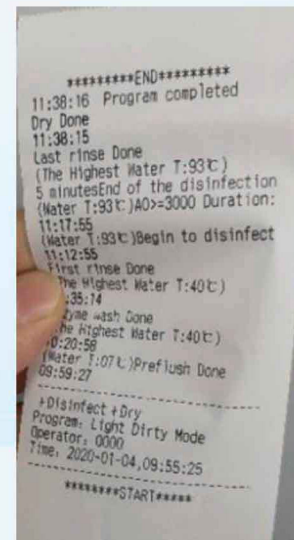 *********END*********
11:38:16 Program completed
Dry Done
11:38:15
Last rinse Done
(The Highest Water T:93℃)
5 minutesEnd of the disinfection
(Water T:93℃)A0>=3000 Duration:
11:17:55
(Water T:93℃)Begin to disinfect
11:12:55
First rinse Done
The Highest Water T:40℃)
:35:14
wash Done
Highest Water T:40℃)
0:20:58
(Water T:07℃)Preflush Done
09:59:27
+Disinfect +Dry
Program: Light Dirty Mode
Operator: 0000
Time: 2020-01-04,09:55:25
********START*****